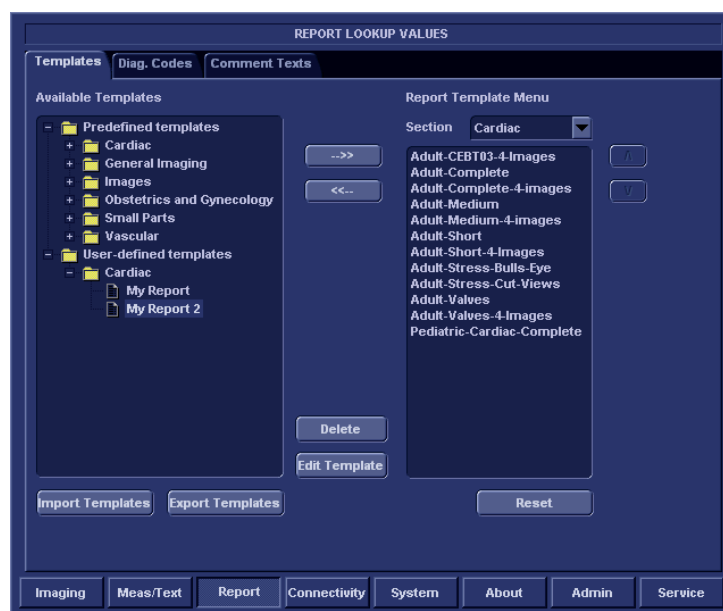 REPORT LOOKUP VALUES
Templates Diag. Codes Comment Texts
Available Templates
Predefined templates
Cardiac
General Imaging
Images
Obstetrics and Gynecology
Small Parts
Vascular
User-defined templates
Cardiac
My Report
My Report 2
-->>
<<--
Delete
Edit Template
Import Templates Export Templates
Report Template Menu
Section Cardiac
Adult-CEBT03-4-Images
Adult-Complete
Adult-Complete-4-images
Adult-Medium
Adult-Medium-4-images
Adult-Short
Adult-Short-4-Images
Adult-Stress-Bulls-Eye
Adult-Stress-Cut-Views
Adult-Valves
Adult-Valves-4-Images
Pediatric-Cardiac-Complete
Reset
Imaging Meas/Text Report Connectivity System About Admin Service